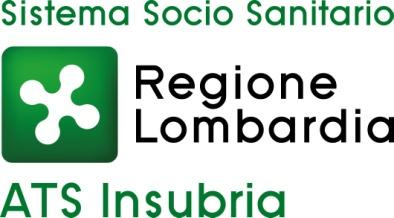 Sistema Socio Sanitario
Regione
Lombardia
ATS Insubria